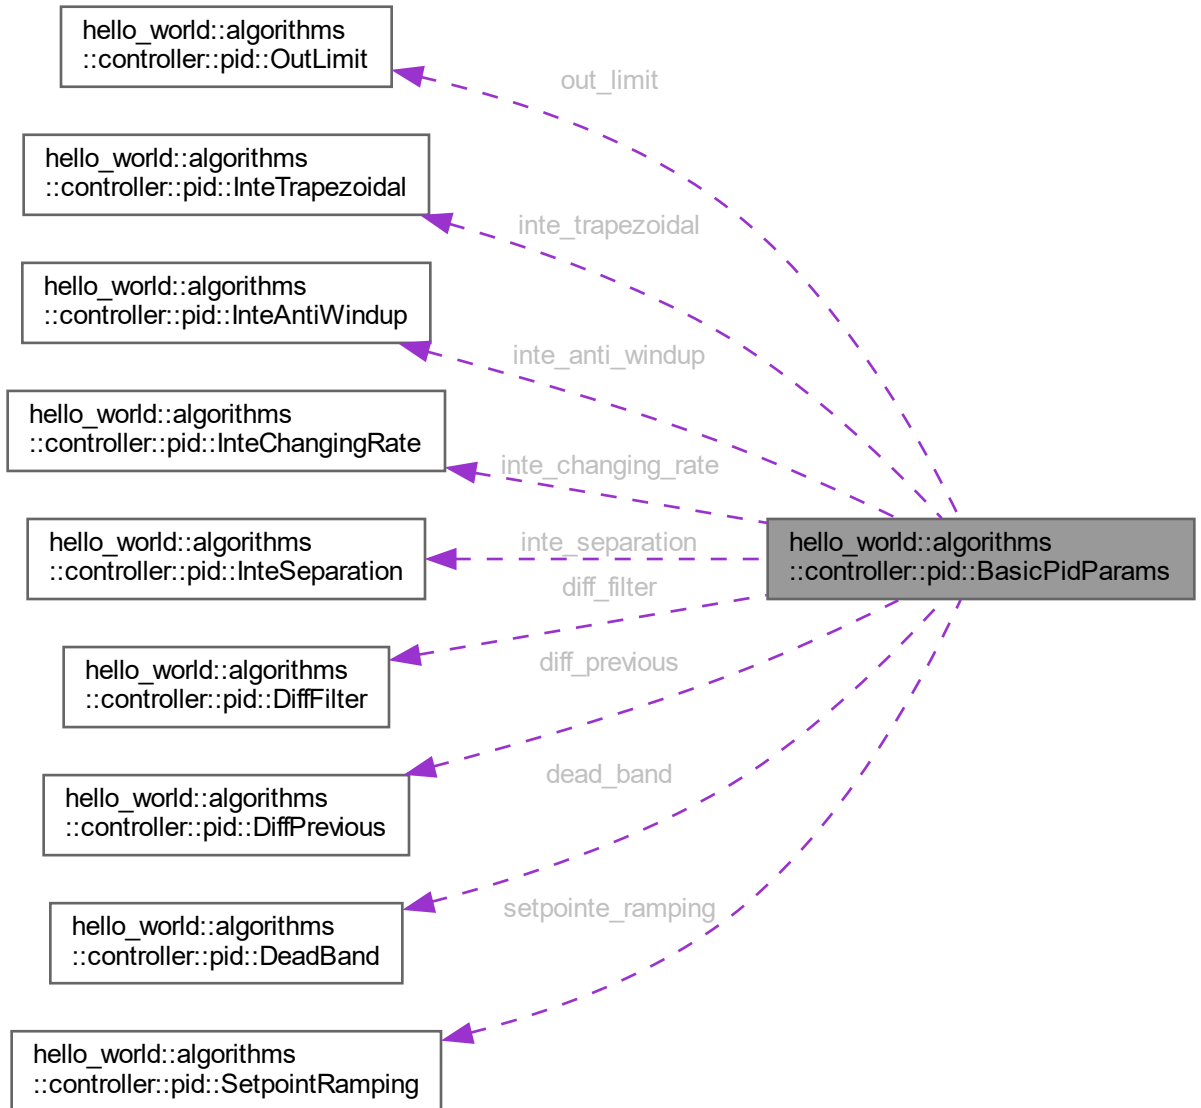 hello_world::algorithms
::controller::pid::OutLimit
out_limit
hello_world::algorithms
::controller::pid::InteTrapezoidal
inte_trapezoidal
hello_world::algorithms
::controller::pid::InteAntiWindup
inte_anti_windup
hello_world::algorithms
::controller::pid::InteChangingRate
inte_changing_rate
hello_world::algorithms
::controller::pid::InteSeparation
inte_separation
hello_world::algorithms
::controller::pid::BasicPidParams
diff_filter
hello_world::algorithms
::controller::pid::DiffFilter
diff_previous
hello_world::algorithms
::controller::pid::DiffPrevious
dead_band
hello_world::algorithms
::controller::pid::DeadBand
setpointe_ramping
hello_world::algorithms
::controller::pid::SetpointRamping